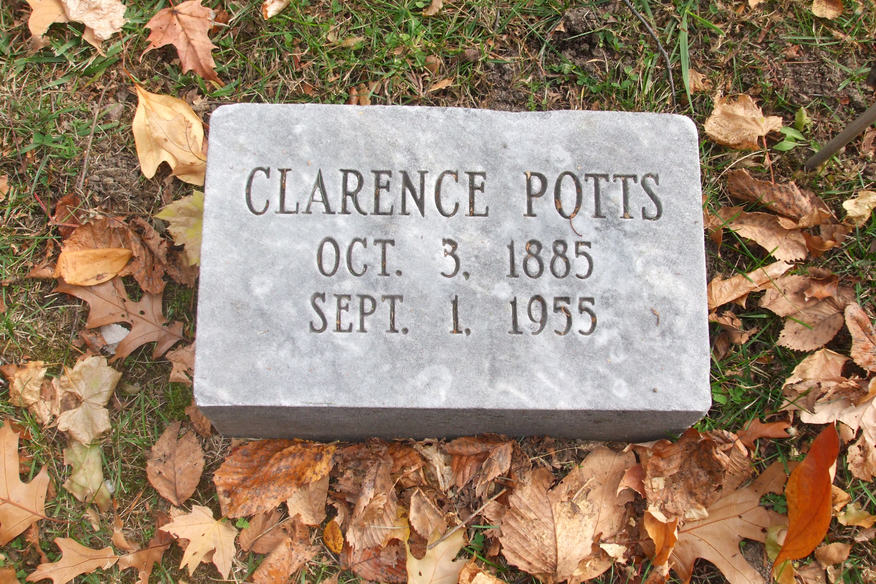 CLARENCE POTTS
OCT. 3, 1885
SEPT. 1, 1955